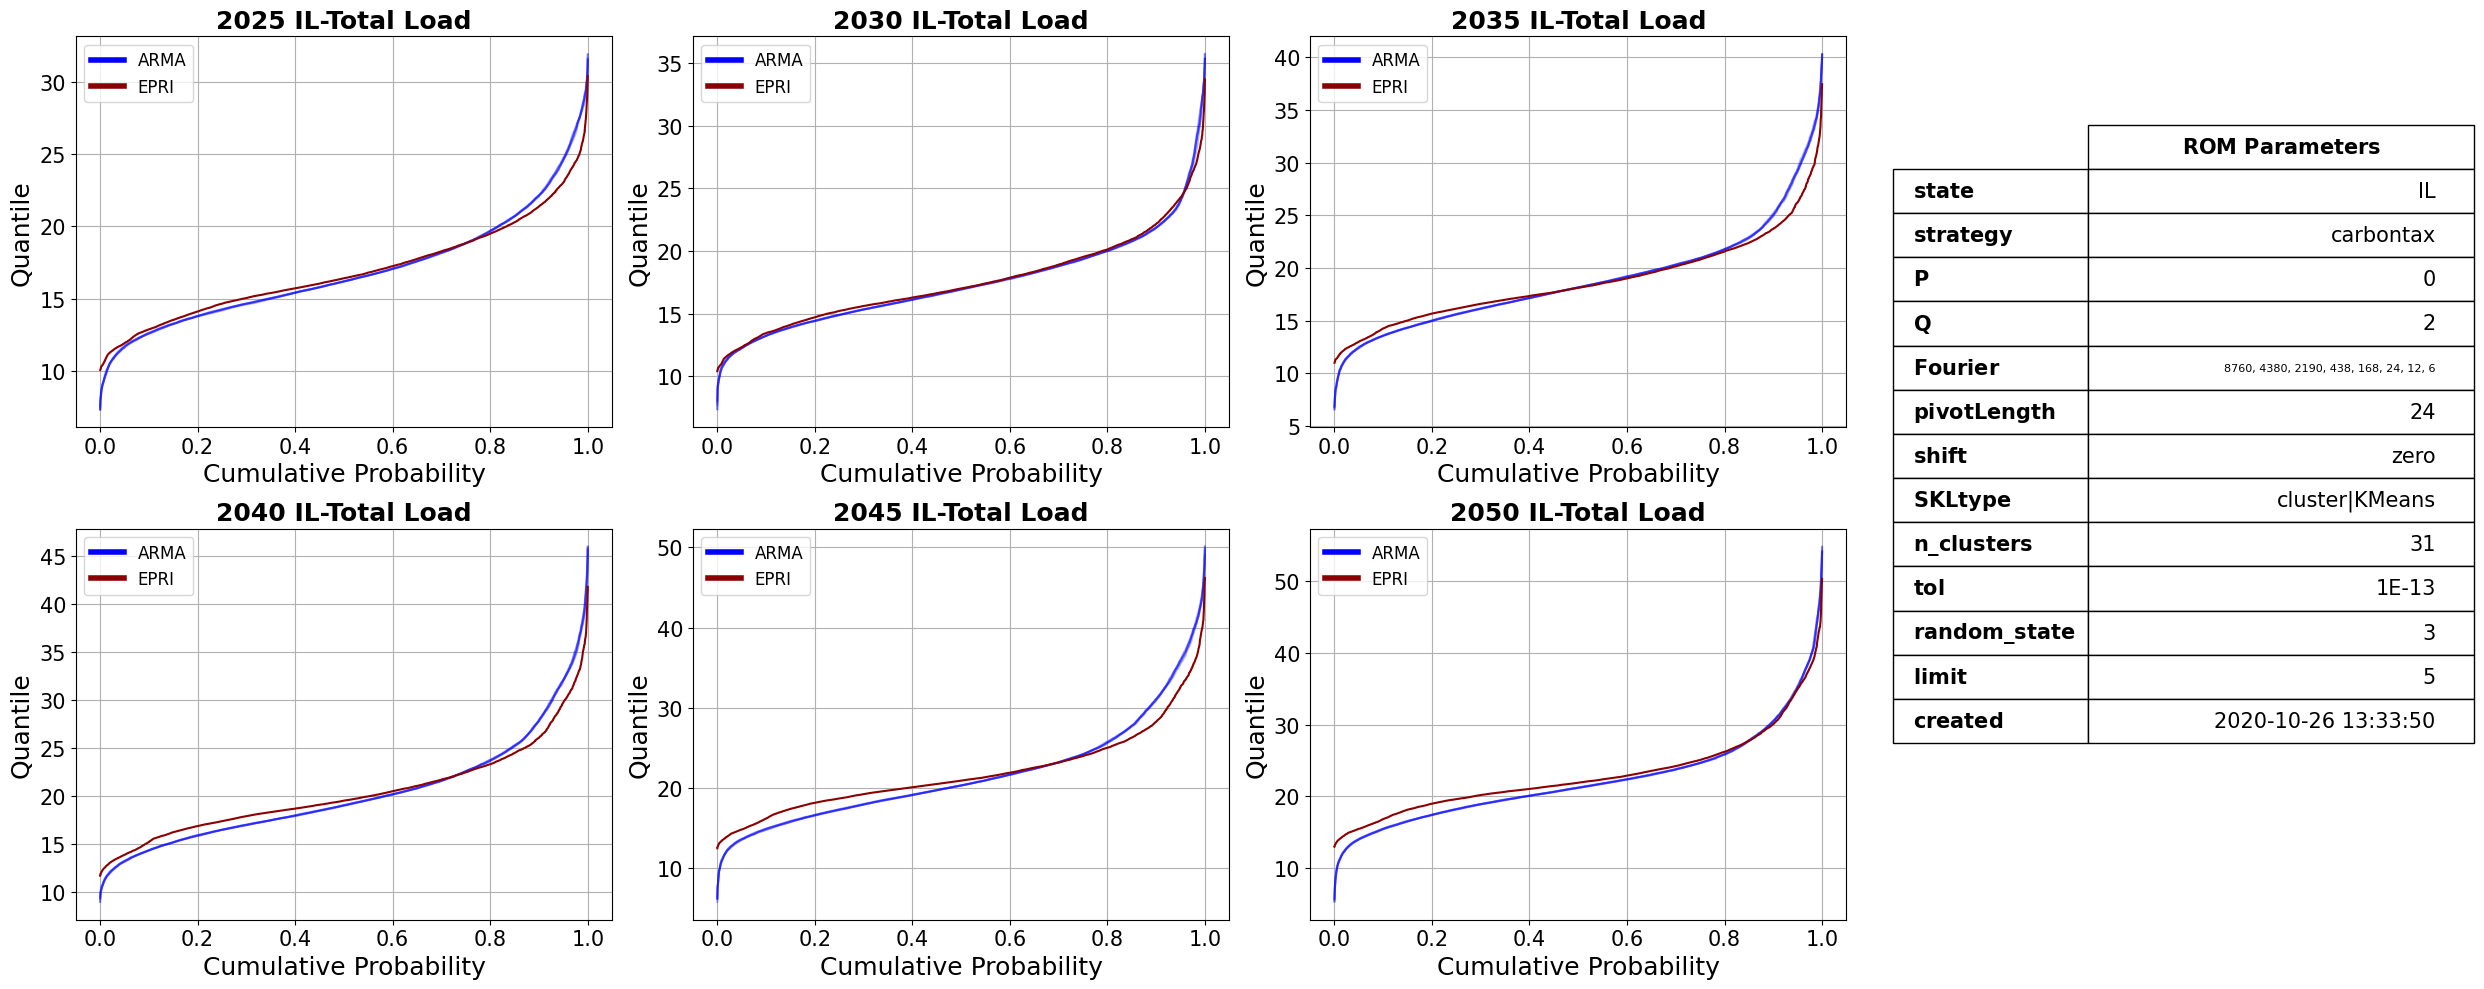 2025 IL-Total Load
ARMA
EPRI
30
25
20
15
10
Quantile
0.0 0.2 0.4 0.6 0.8 1.0
Cumulative Probability
2030 IL-Total Load
ARMA
EPRI
35
30
25
20
15
10
Quantile
0.0 0.2 0.4 0.6 0.8 1.0
Cumulative Probability
2035 IL-Total Load
ARMA
EPRI
40
35
30
25
20
15
10
5
Quantile
0.0 0.2 0.4 0.6 0.8 1.0
Cumulative Probability
2040 IL-Total Load
ARMA
EPRI
45
40
35
30
25
20
15
10
Quantile
0.0 0.2 0.4 0.6 0.8 1.0
Cumulative Probability
2045 IL-Total Load
ARMA
EPRI
50
40
30
20
10
Quantile
0.0 0.2 0.4 0.6 0.8 1.0
Cumulative Probability
2050 IL-Total Load
ARMA
EPRI
50
40
30
20
10
Quantile
0.0 0.2 0.4 0.6 0.8 1.0
Cumulative Probability
ROM Parameters
state IL
strategy carbontax
P 0
Q 2
Fourier 8760, 4380, 2190, 438, 168, 24, 12, 6
pivotLength 24
shift zero
SKLtype cluster|KMeans
n_clusters 31
tol 1E-13
random_state 3
limit 5
created 2020-10-26 13:33:50